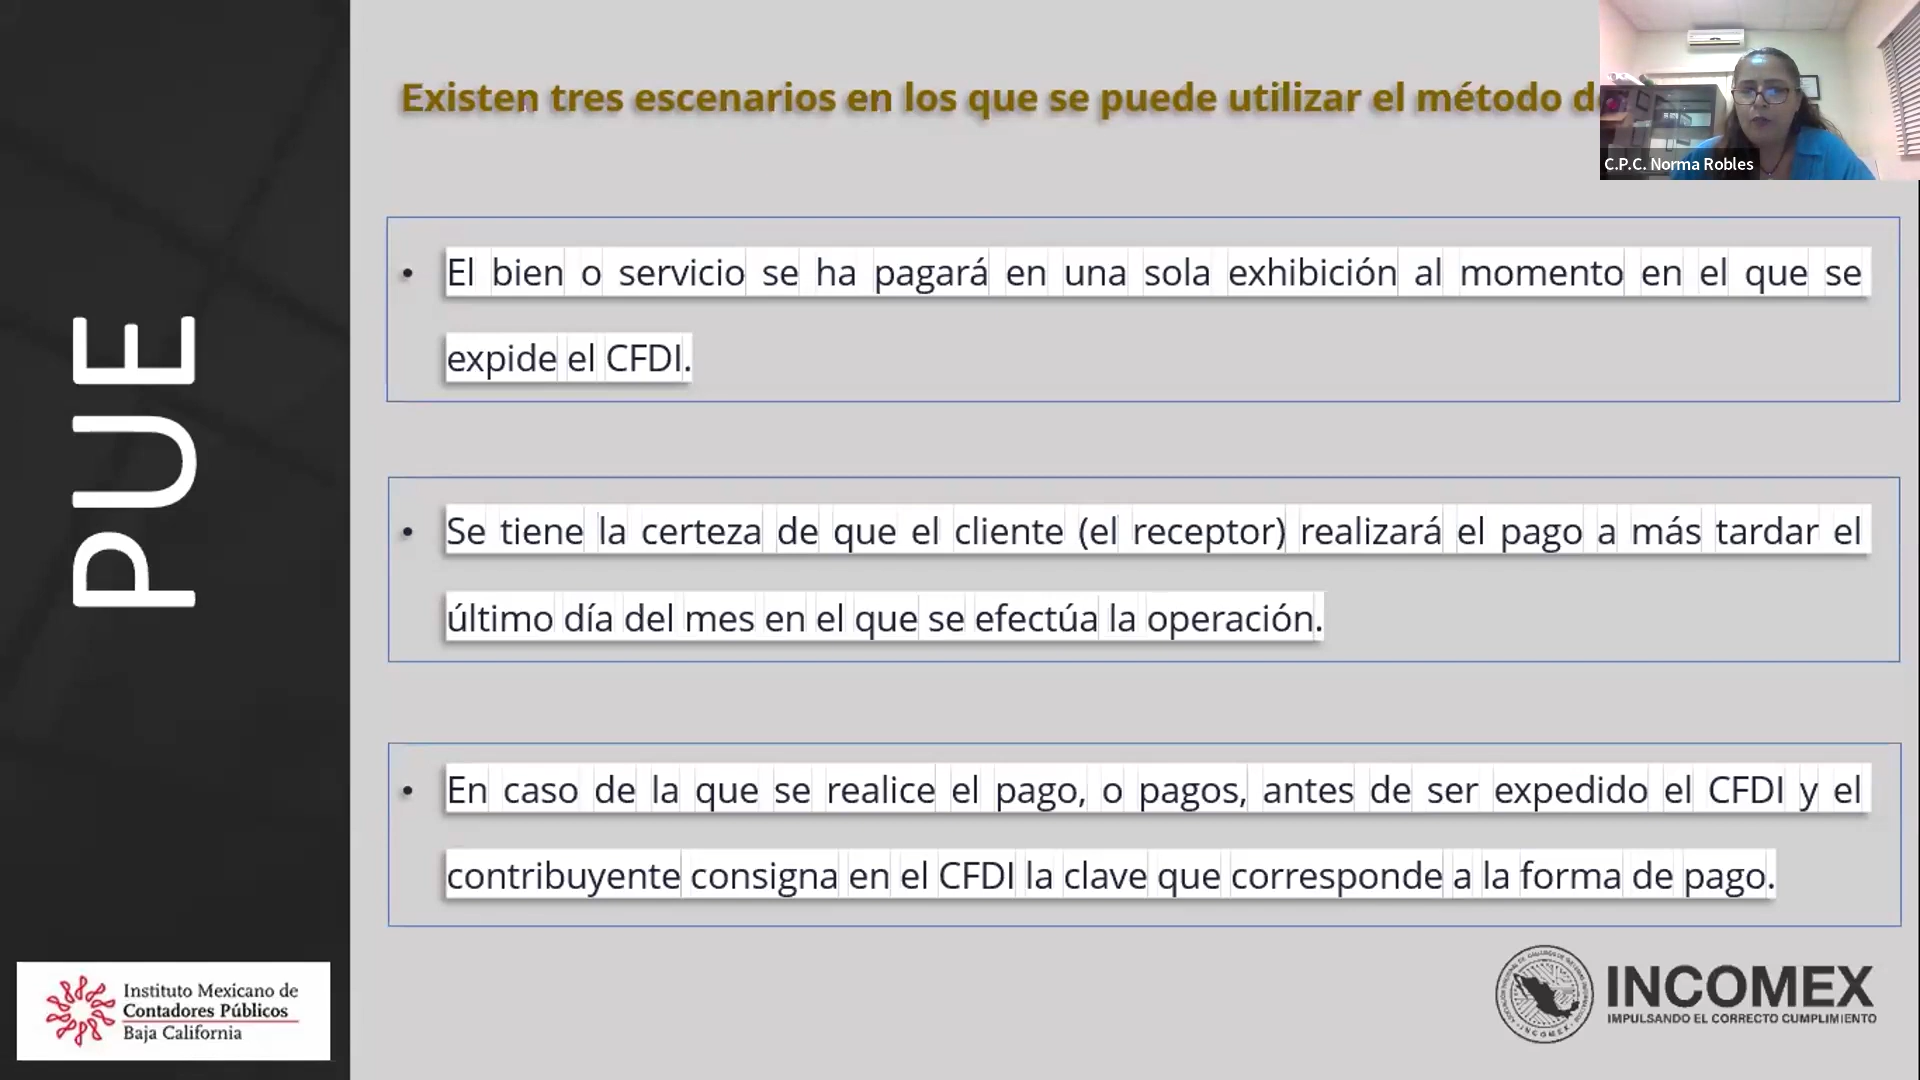 Existen tres escenarios en los que se puede utilizar el método
C.P.C. Norma Robles
PUE
• El bien o servicio se ha pagará en una sola exhibición al momento en el que se
expide el CFDI.
• Se tiene la certeza de que el cliente (el receptor) realizará el pago a más tardar el
último día del mes en el que se efectúa la operación.
• En caso de la que se realice el pago, o pagos, antes de ser expedido el CFDI y el
contribuyente consigna en el CFDI la clave que corresponde a la forma de pago.
Instituto Mexicano de
Contadores Públicos
Baja California
INCOMEX
IMPULSANDO EL CORRECTO CUMPLIMIENTO